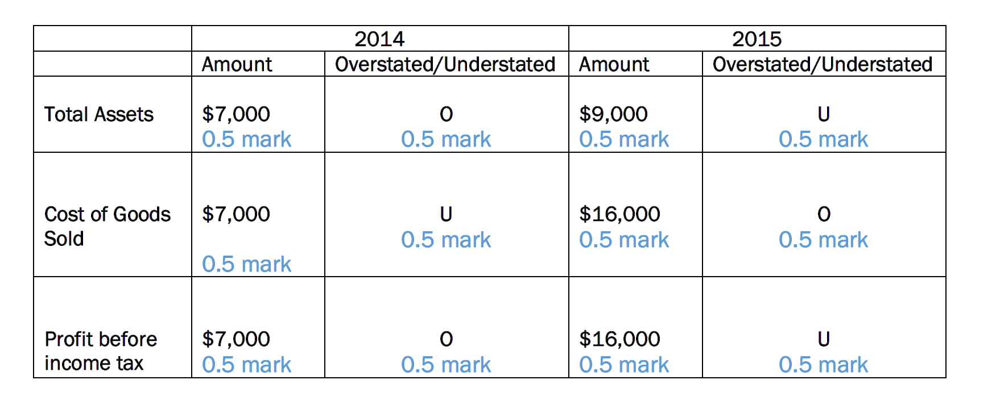 2014 2015
Amount Overstated/Understated Amount Overstated/Understated
Total Assets $7,000 O $9,000 U
0.5 mark 0.5 mark 0.5 mark 0.5 mark
Cost of Goods $7,000 U $16,000 O
Sold 0.5 mark 0.5 mark 0.5 mark
0.5 mark
Profit before $7,000 O $16,000 U
income tax 0.5 mark 0.5 mark 0.5 mark 0.5 mark